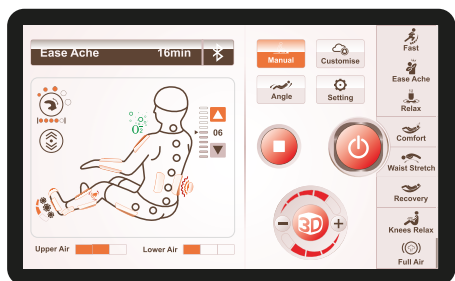 Ease Ache 16min
06
Upper Air
Lower Air
Manual
Customise
Angle
Setting
3D
Fast
Ease Ache
Relax
Comfort
Waist Stretch
Recovery
Knees Relax
Full Air